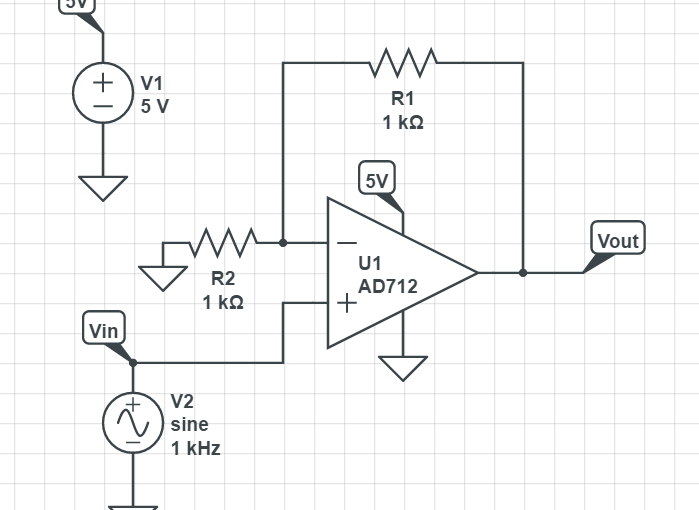 5V
V1
5 V
R1
1 kΩ
5V
U1
AD712
Vout
R2
1 kΩ
Vin
V2
sine
1 kHz